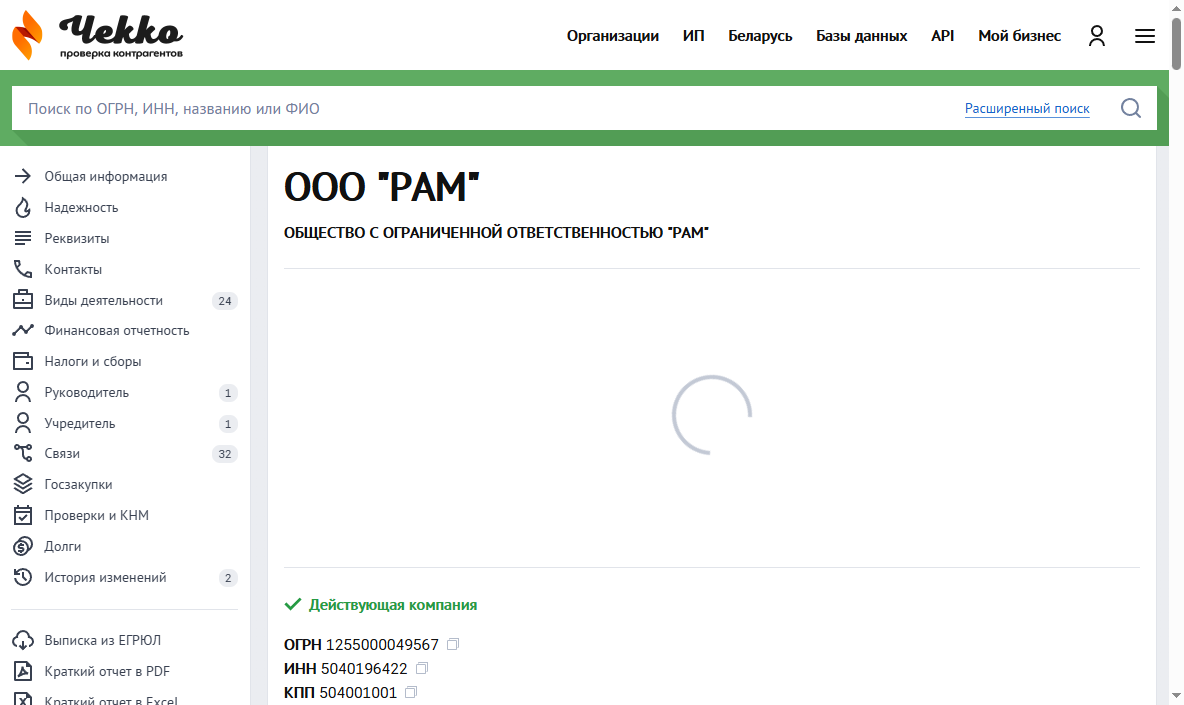 Чекко
проверка контрагентов
Организации ИП Беларусь Базы данных API Мой бизнес
Поиск по ОГРН, ИНН, названию или ФИО Расширенный поиск
Общая информация
Надежность
Реквизиты
Контакты
Виды деятельности 24
Финансовая отчетность
Налоги и сборы
Руководитель 1
Учредитель 1
Связи 32
Госзакупки
Проверки и КНМ
Долги
История изменений 2
Выписка из ЕГРЮЛ
Краткий отчет в PDF
Краткий отчет в Excel
ООО "РАМ"
ОБЩЕСТВО С ОГРАНИЧЕННОЙ ОТВЕТСТВЕННОСТЬЮ "РАМ"
Действующая компания
ОГРН 1255000049567
ИНН 5040196422
КПП 504001001